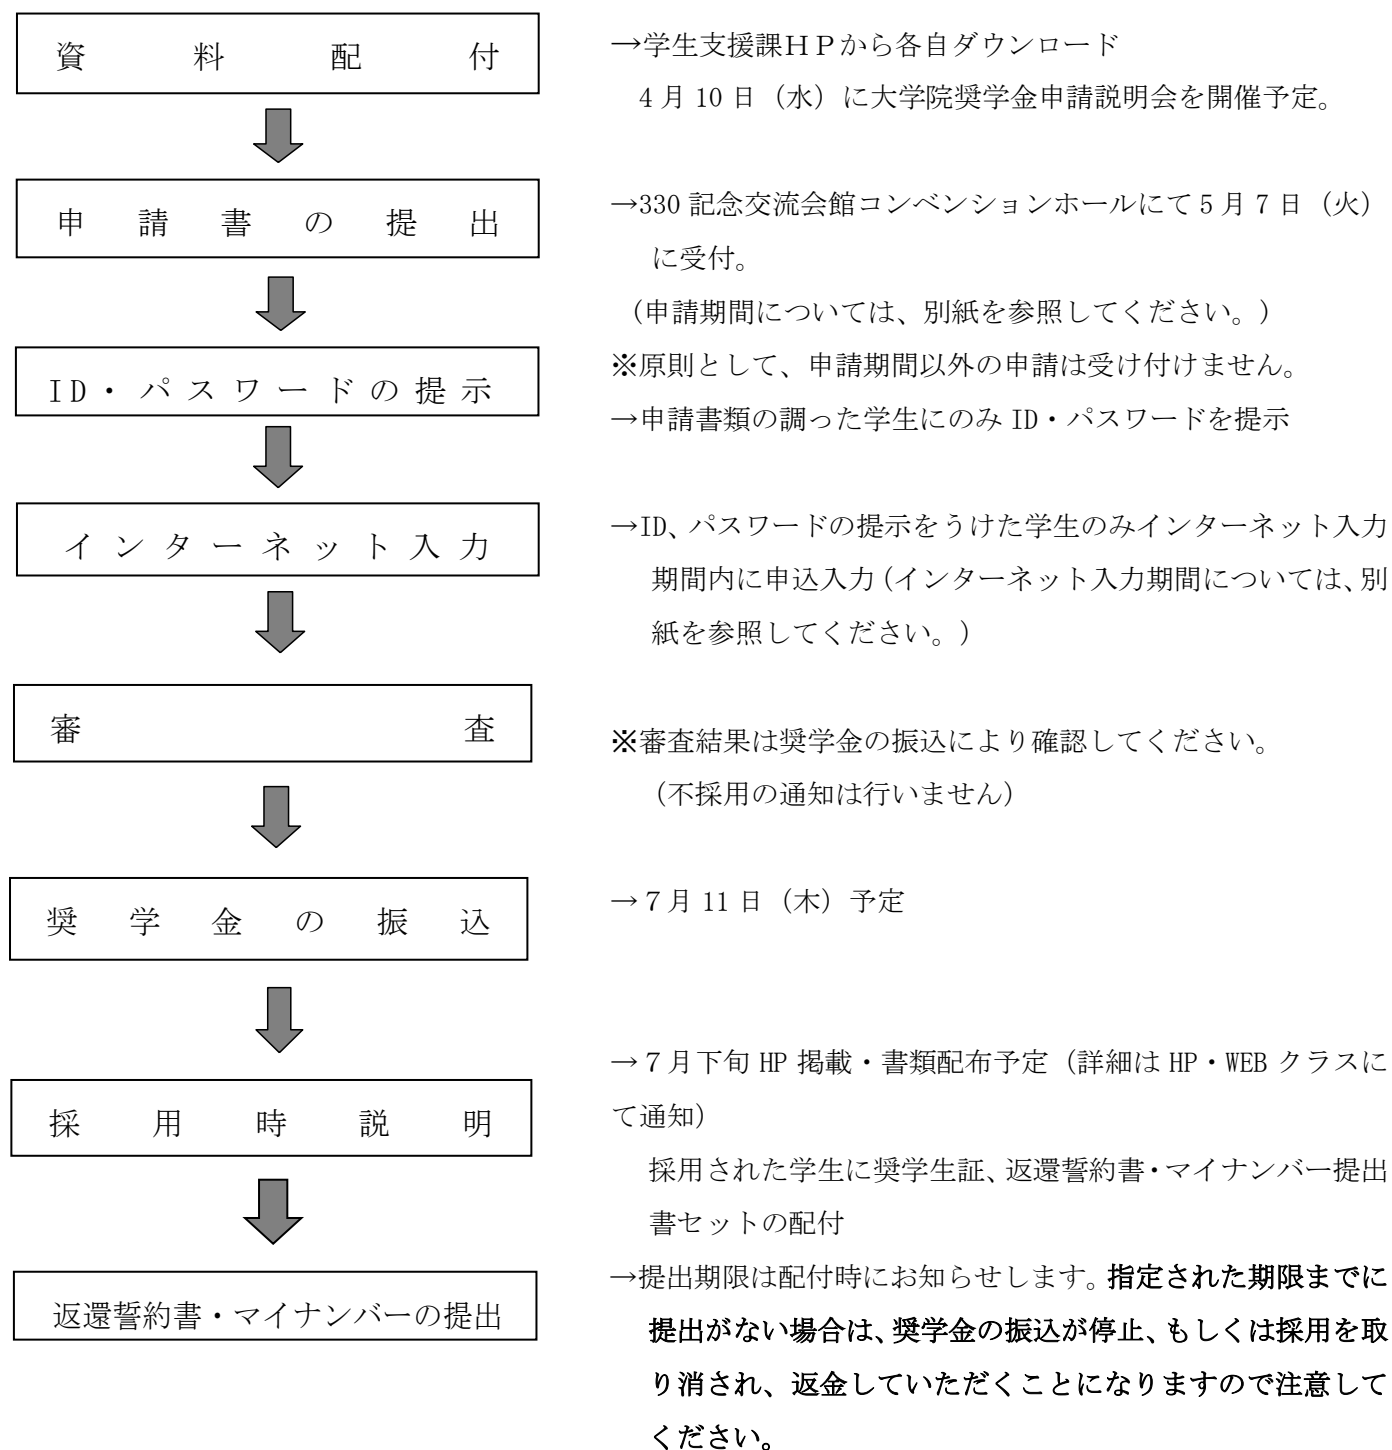 資料配付
→学生支援課ＨＰから各自ダウンロード
4月10日（水）に大学院奨学金申請説明会を開催予定。
申請書の提出
→330記念交流会館コンベンションホールにて5月7日（火）
に受付。
（申請期間については、別紙を参照してください。）
※原則として、申請期間以外の申請は受け付けません。
ID・パスワードの提示
→申請書類の調った学生にのみID・パスワードを提示
インターネット入力
→ID、パスワードの提示をうけた学生のみインターネット入力
期間内に申込入力（インターネット入力期間については、別
紙を参照してください。）
審査
※審査結果は奨学金の振込により確認してください。
（不採用の通知は行いません）
奨学金の振込
→７月11日（木）予定
採用時説明
→７月下旬HP掲載・書類配布予定（詳細はHP・WEBクラスに
て通知）
採用された学生に奨学生証、返還誓約書・マイナンバー提出
書セットの配付
返還誓約書・マイナンバーの提出
→提出期限は配付時にお知らせします。指定された期限までに
提出がない場合は、奨学金の振込が停止、もしくは採用を取
り消され、返金していただくことになりますので注意して
ください。